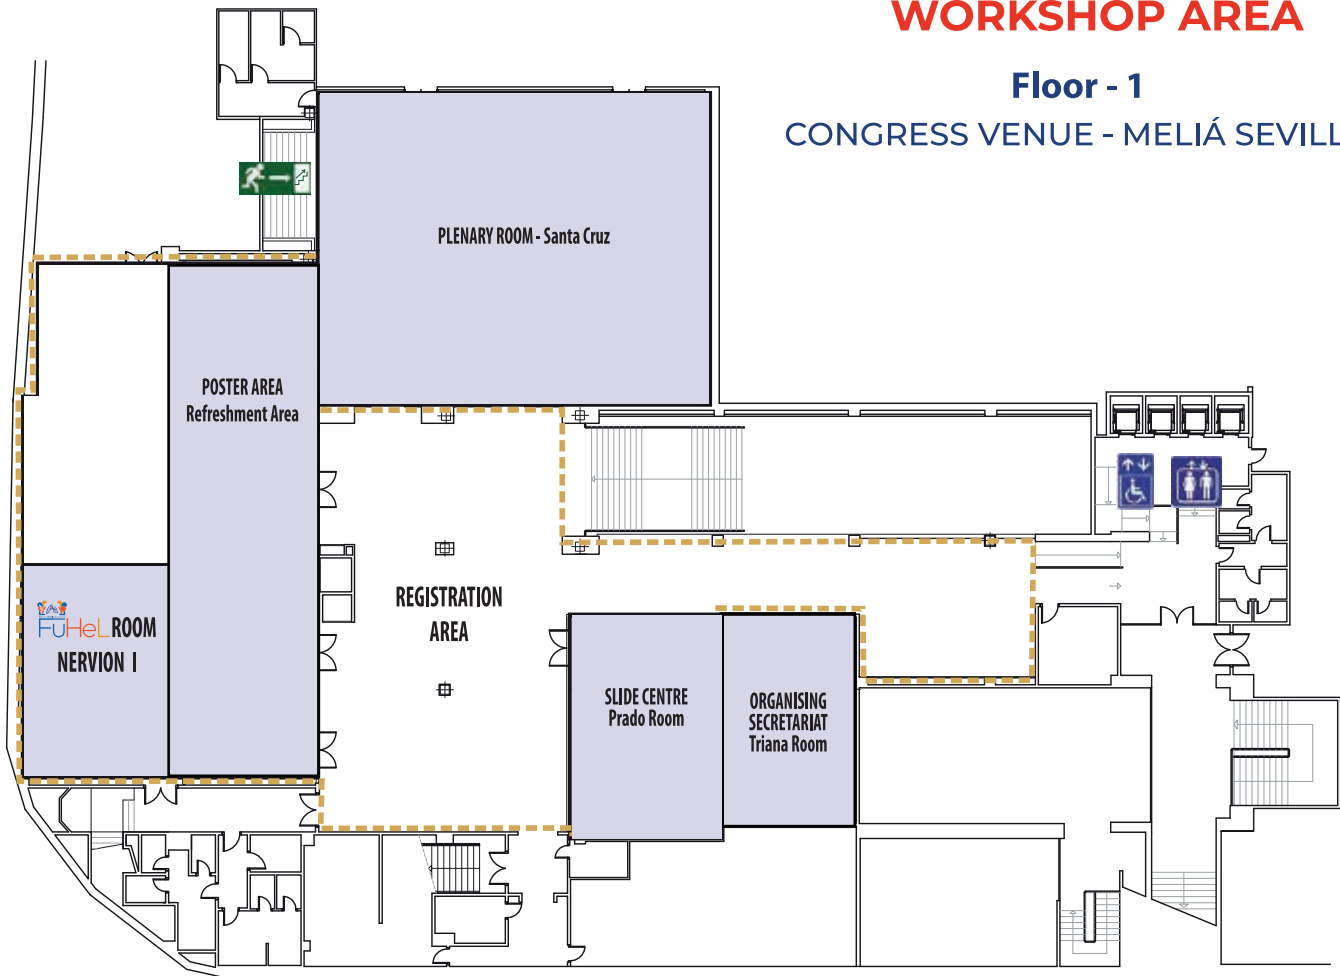 WORKSHOP AREA
Floor - 1
CONGRESS VENUE - MELIÁ SEVILL
PLENARY ROOM - Santa Cruz
POSTER AREA
Refreshment Area
REGISTRATION
AREA
FuHeL ROOM
NERVION I
SLIDE CENTRE
Prado Room
ORGANISING
SECRETARIAT
Triana Room